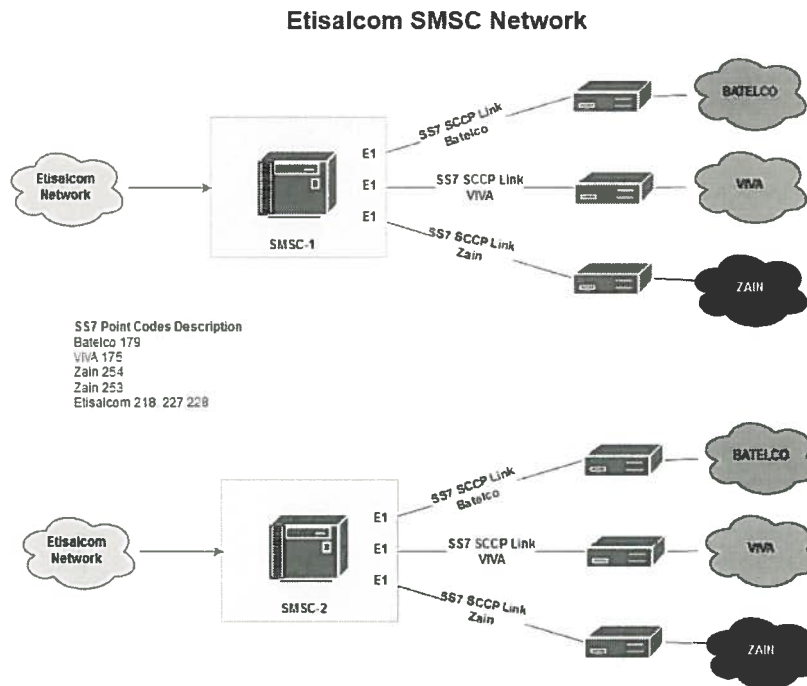 Etisalcom SMSC Network
SS7 SCCP Link
Batelco
BATELCO
E1
Etisalcom
Network
E1
SS7 SCCP Link
VIVA
VIVA
E1
SMSC-1
SS7 SCCP Link
Zain
ZAIN
SS7 Point Codes Description
Batelco 179
VIVA 175
Zain 254
Zain 253
Etisalcom 218 227 228
SS7 SCCP Link
Batelco
BATELCO
E1
Etisalcom
Network
E1
SS7 SCCP Link
VIVA
VIVA
E1
SMSC-2
SS7 SCCP Link
Zain
ZAIN